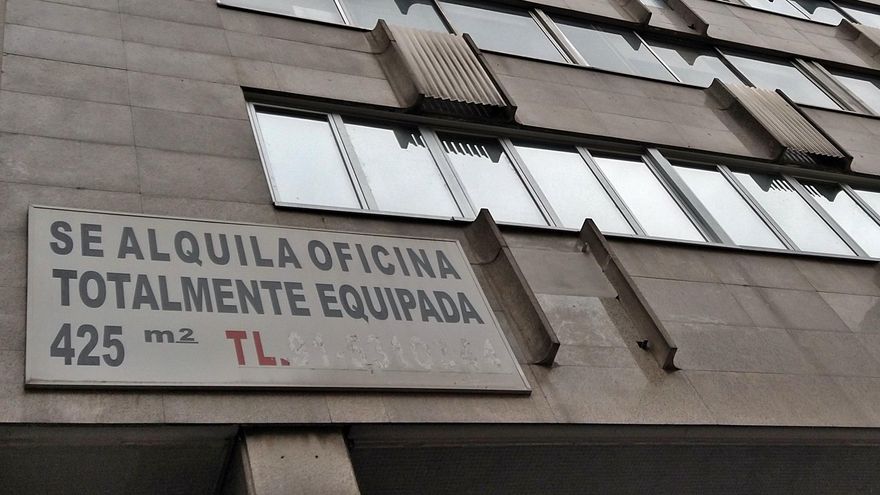 SE ALQUILA OFICINA
TOTALMENTE EQUIPADA
425 m2 TL.